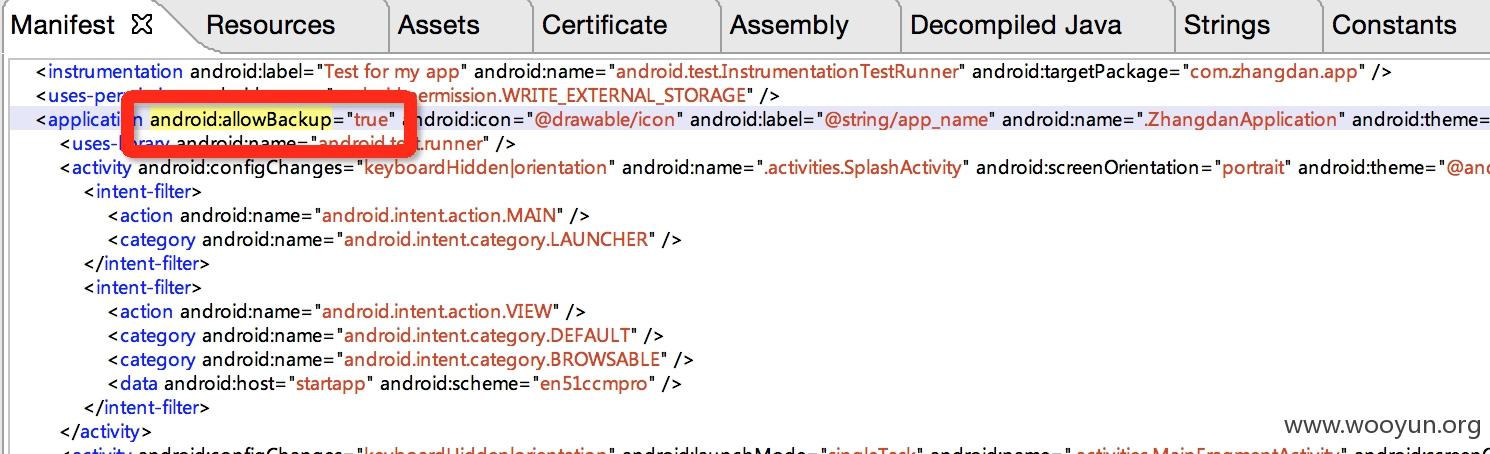 Manifest Resources Assets Certificate Assembly Decompiled Java Strings Constants
<instrumentation android:label="Test for my app" android:name="android.test.InstrumentationTestRunner" android:targetPackage="com.zhangdan.app" />
<uses-per permission.WRITE_EXTERNAL_STORAGE" />
<application android:allowBackup="true" android:icon="@drawable/icon" android:label="@string/app_name" android:name=".ZhangdanApplication" android:theme=
<uses-library android:name="android.test.runner" />
<activity android:configChanges="keyboardHidden|orientation" android:name=".activities.SplashActivity" android:screenOrientation="portrait" android:theme="@and
<intent-filter>
<action android:name="android.intent.action.MAIN" />
<category android:name="android.intent.category.LAUNCHER" />
</intent-filter>
<intent-filter>
<action android:name="android.intent.action.VIEW" />
<category android:name="android.intent.category.DEFAULT" />
<category android:name="android.intent.category.BROWSABLE" />
<data android:host="startapp" android:scheme="en51ccmpro" />
</intent-filter>
</activity>
www.wooyun.org